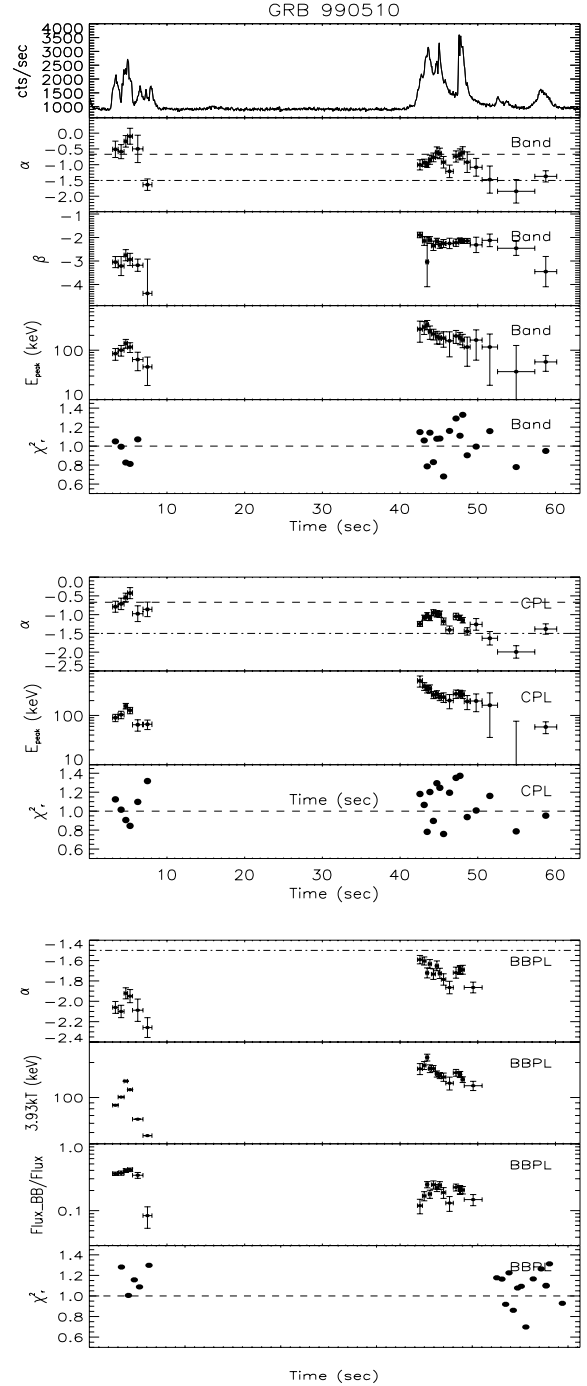 GRB 990510
cts/sec
4000
3500
3000
2500
2000
1500
1000
α
0.0
−0.5
−1.0
−1.5
−2.0
Band
β
−1
−2
−3
−4
Band
E_peak (keV)
100
10
Band
χ²_r
1.4
1.2
1.0
0.8
0.6
Band
10 20 30 40 50 60
Time (sec)
α
0.0
−0.5
−1.0
−1.5
−2.0
−2.5
CPL
E_peak (keV)
100
10
CPL
χ²_r
1.4
1.2
1.0
0.8
0.6
CPL
Time (sec)
10 20 30 40 50 60
Time (sec)
α
−1.4
−1.6
−1.8
−2.0
−2.2
−2.4
BBPL
3.93kT (keV)
100
BBPL
Flux_BB/Flux
1.0
0.1
BBPL
χ²_r
1.4
1.2
1.0
0.8
0.6
BBPL
Time (sec)